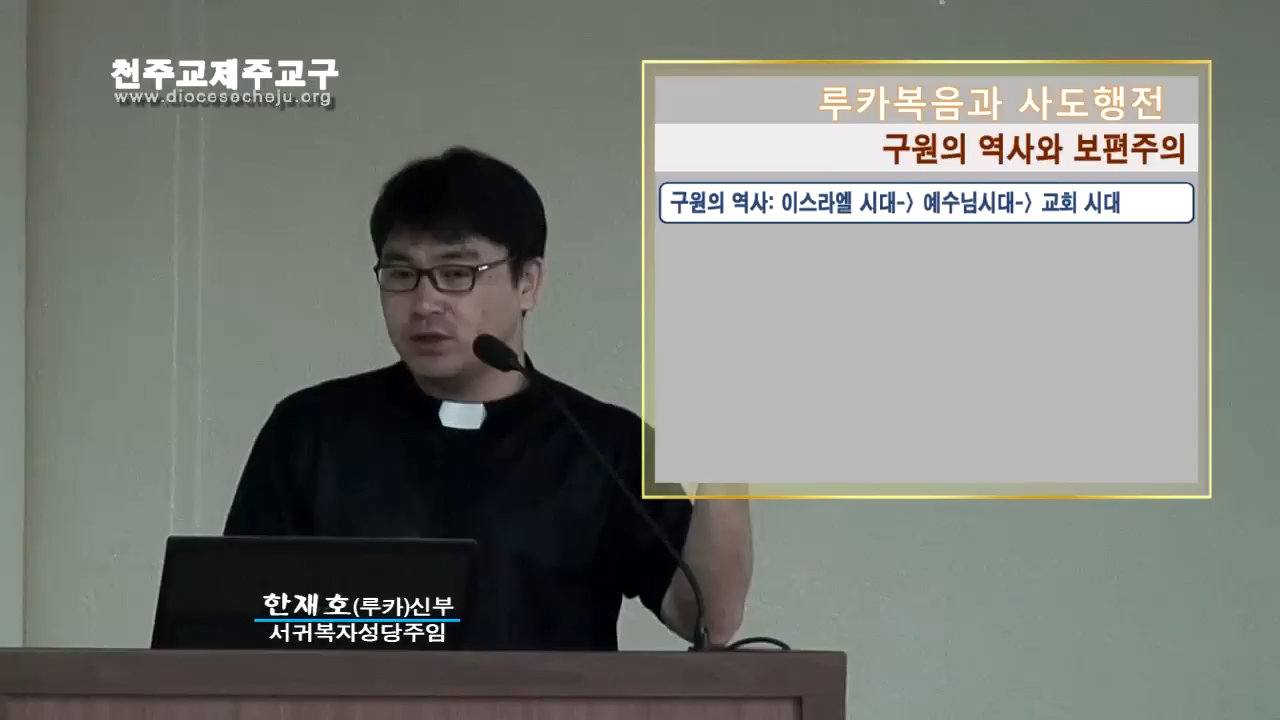 천주교제주교구
www.diocesecheju.org
루카복음과 사도행전
구원의 역사와 보편주의
구원의 역사: 이스라엘 시대-> 예수님시대-> 교회 시대
한재호(루카)신부
서귀복자성당주임